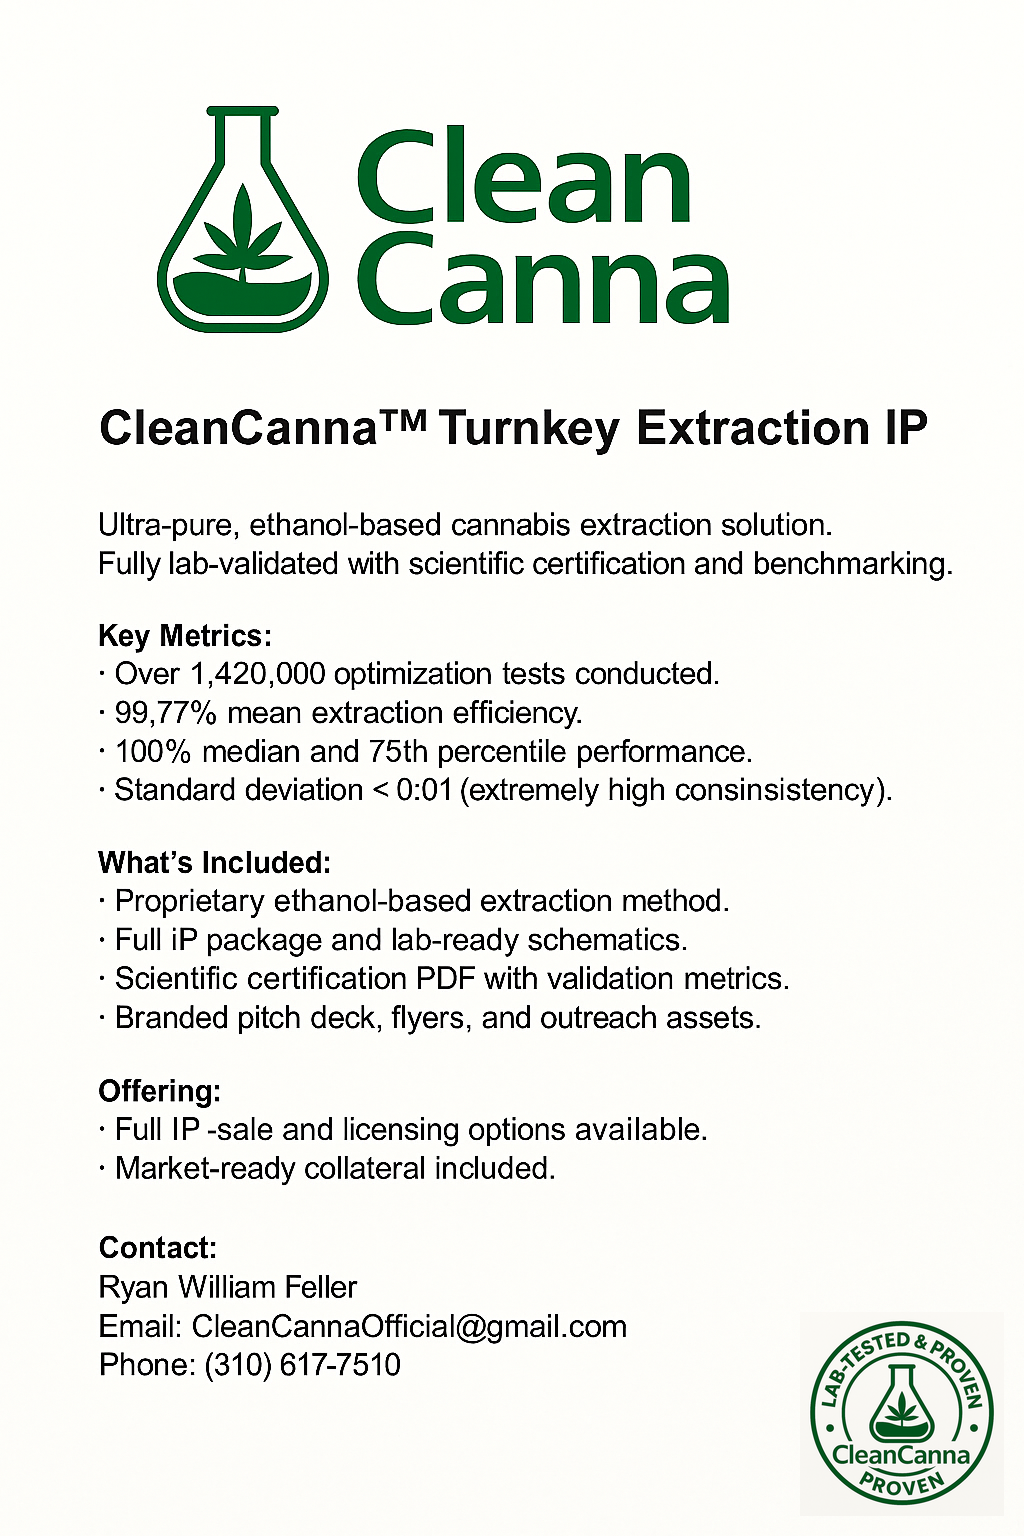 Clean
Canna
CleanCanna™ Turnkey Extraction IP
Ultra-pure, ethanol-based cannabis extraction solution.
Fully lab-validated with scientific certification and benchmarking.
Key Metrics:
· Over 1,420,000 optimization tests conducted.
· 99,77% mean extraction efficiency.
· 100% median and 75th percentile performance.
· Standard deviation < 0:01 (extremely high consinsistency).
What's Included:
· Proprietary ethanol-based extraction method.
· Full iP package and lab-ready schematics.
· Scientific certification PDF with validation metrics.
· Branded pitch deck, flyers, and outreach assets.
Offering:
· Full IP -sale and licensing options available.
· Market-ready collateral included.
Contact:
Ryan William Feller
Email: CleanCannaOfficial@gmail.com
Phone: (310) 617-7510
LAB-TESTED & PROVEN
CleanCanna
PROVEN